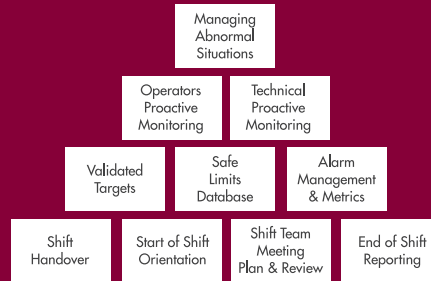 Managing
Abnormal
Situations
Operators
Proactive
Monitoring
Technical
Proactive
Monitoring
Validated
Targets
Safe
Limits
Database
Alarm
Management
& Metrics
Shift
Handover
Start of Shift
Orientation
Shift Team
Meeting
Plan & Review
End of Shift
Reporting